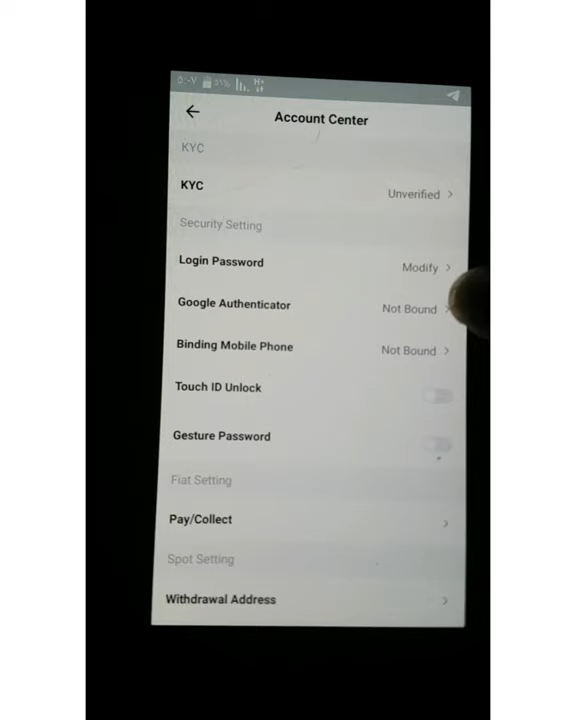 51%
H+
Account Center
KYC
KYC Unverified >
Security Setting
Login Password Modify >
Google Authenticator Not Bound >
Binding Mobile Phone Not Bound >
Touch ID Unlock
Gesture Password
Fiat Setting
Pay/Collect >
Spot Setting
Withdrawal Address >